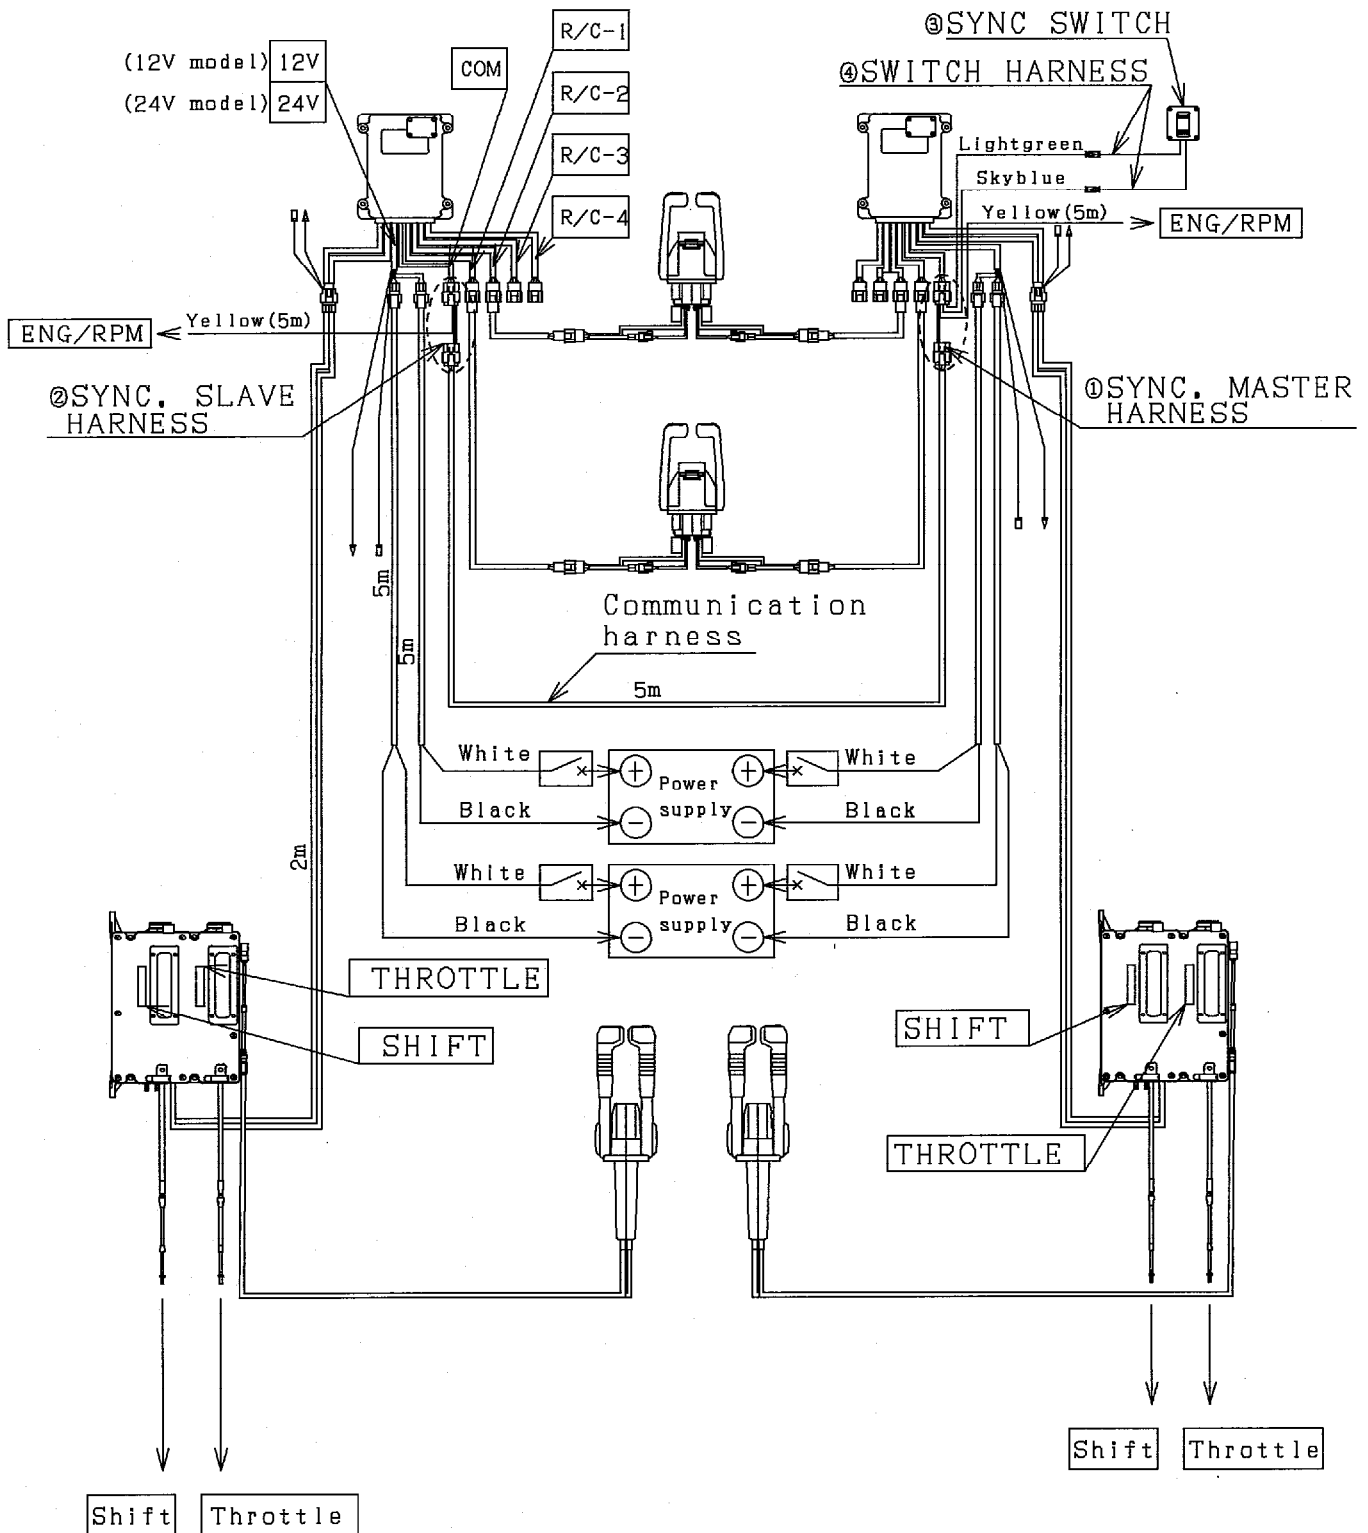 ③SYNC SWITCH
④SWITCH HARNESS
R/C-1
(12V model) 12V
COM
(24V model) 24V
R/C-2
R/C-3
R/C-4
Lightgreen
Skyblue
Yellow(5m)
ENG/RPM
Yellow(5m)
ENG/RPM
②SYNC. SLAVE
HARNESS
①SYNC. MASTER
HARNESS
5m
5m
Communication
harness
5m
White
White
Power
supply
Black
Black
2m
White
White
Power
supply
Black
Black
THROTTLE
SHIFT
SHIFT
THROTTLE
Shift
Throttle
Shift
Throttle